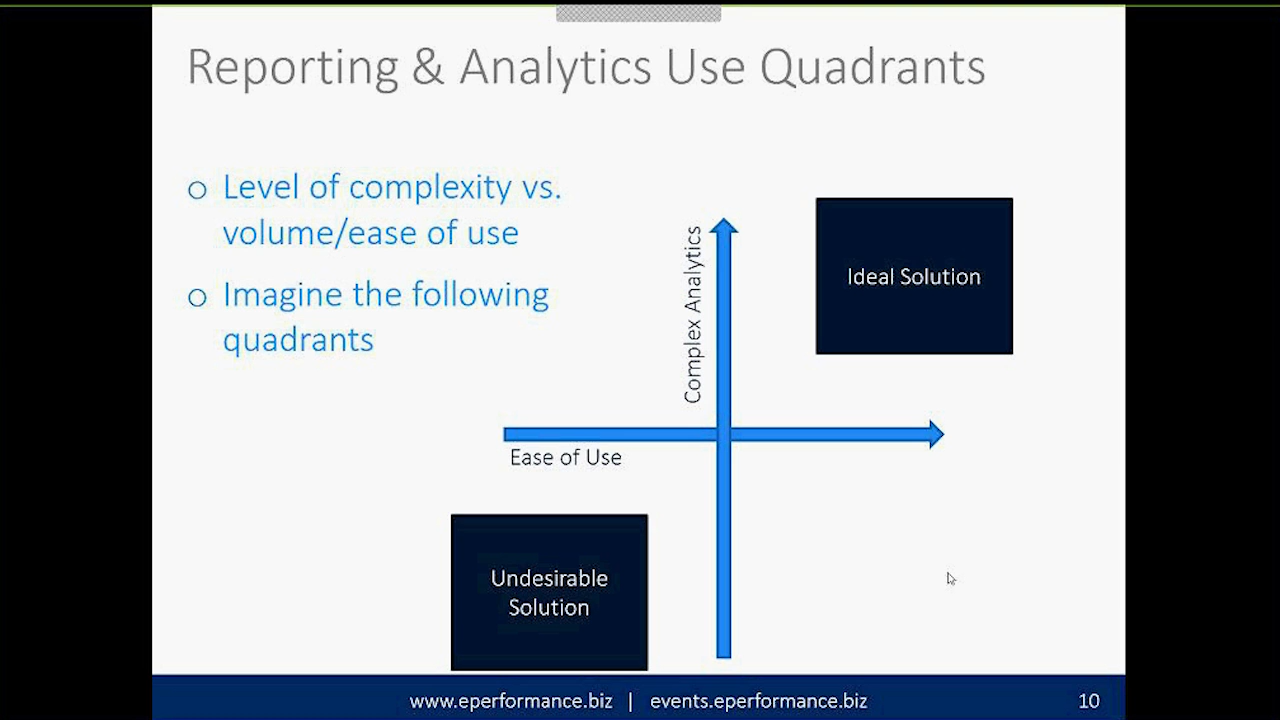 Reporting & Analytics Use Quadrants
o Level of complexity vs.
volume/ease of use
o Imagine the following
quadrants
Complex Analytics
Ideal Solution
Ease of Use
Undesirable
Solution
www.eperformance.biz | events.eperformance.biz
10